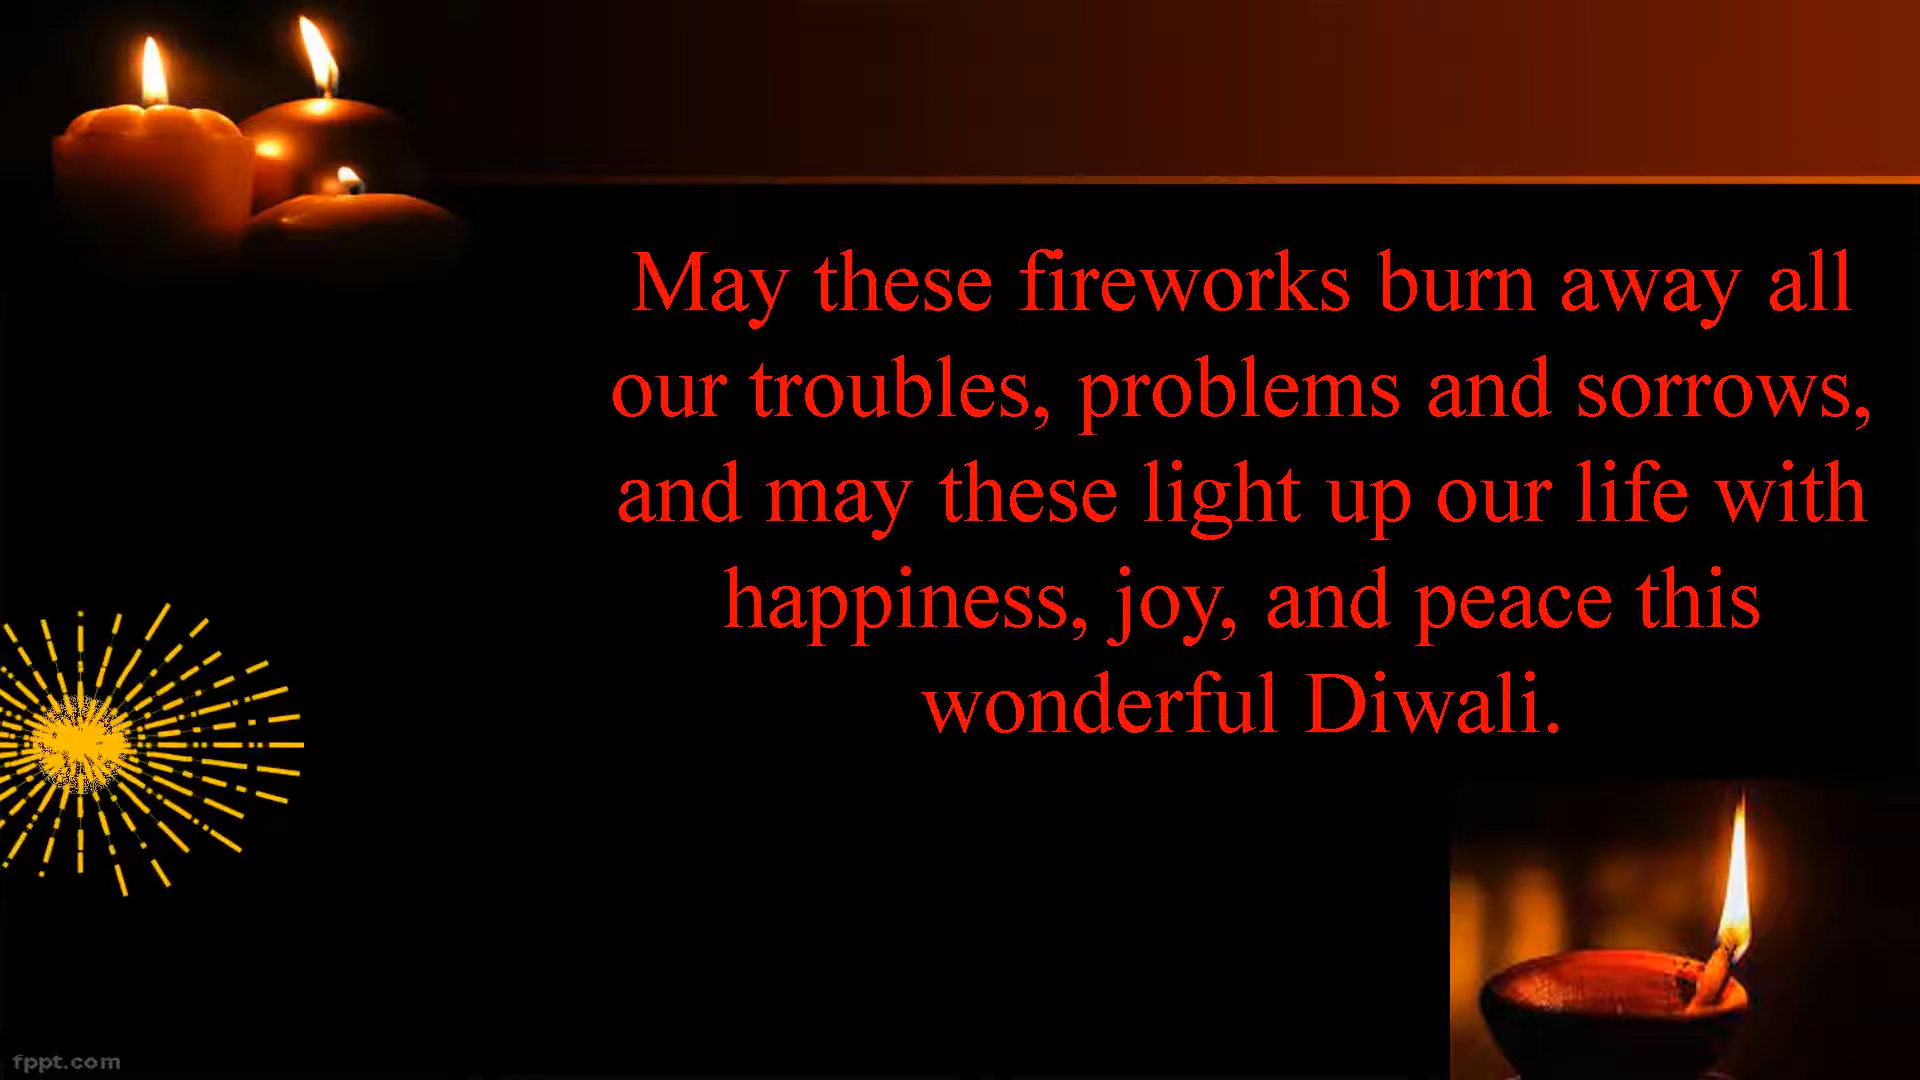 May these fireworks burn away all
our troubles, problems and sorrows,
and may these light up our life with
happiness, joy, and peace this
wonderful Diwali.
fppt.com